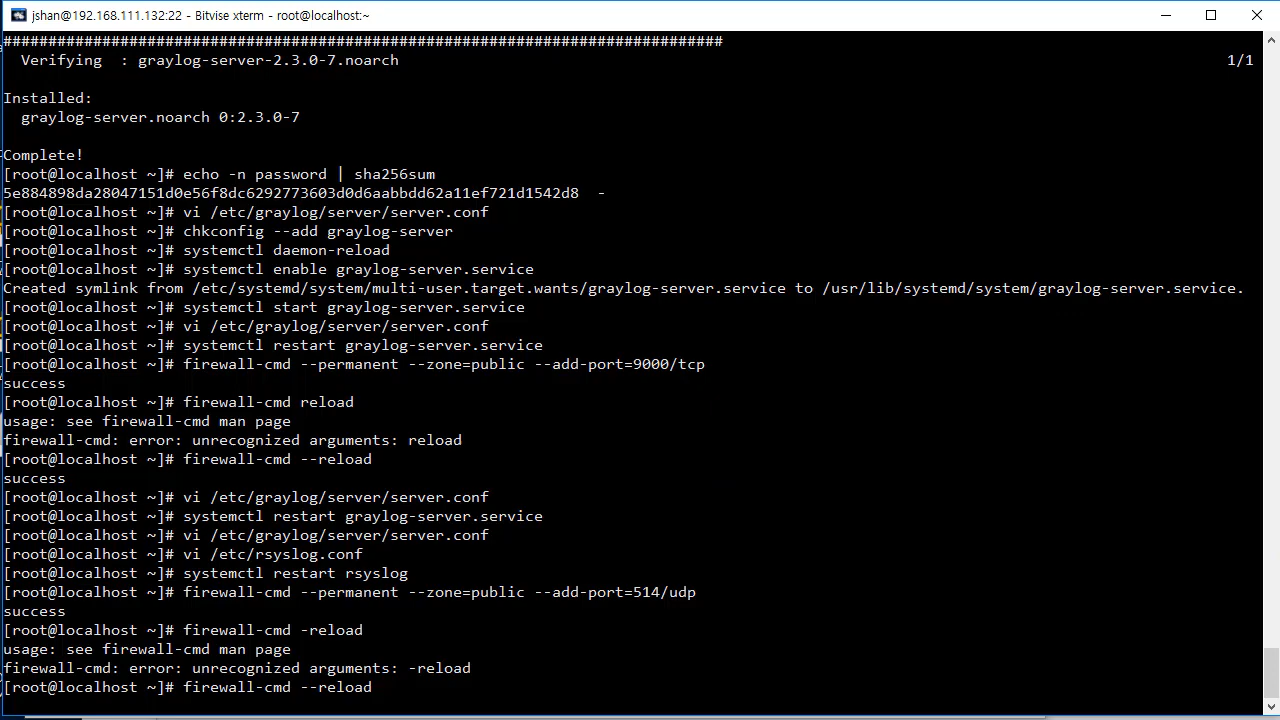 jshan@192.168.111.132:22 - Bitvise xterm - root@localhost:~
################################################################################
  Verifying  : graylog-server-2.3.0-7.noarch                                                                                            1/1
Installed:
  graylog-server.noarch 0:2.3.0-7
Complete!
[root@localhost ~]# echo -n password | sha256sum
5e884898da28047151d0e56f8dc6292773603d0d6aabbdd62a11ef721d1542d8  -
[root@localhost ~]# vi /etc/graylog/server/server.conf
[root@localhost ~]# chkconfig --add graylog-server
[root@localhost ~]# systemctl daemon-reload
[root@localhost ~]# systemctl enable graylog-server.service
Created symlink from /etc/systemd/system/multi-user.target.wants/graylog-server.service to /usr/lib/systemd/system/graylog-server.service.
[root@localhost ~]# systemctl start graylog-server.service
[root@localhost ~]# vi /etc/graylog/server/server.conf
[root@localhost ~]# systemctl restart graylog-server.service
[root@localhost ~]# firewall-cmd --permanent --zone=public --add-port=9000/tcp
success
[root@localhost ~]# firewall-cmd reload
usage: see firewall-cmd man page
firewall-cmd: error: unrecognized arguments: reload
[root@localhost ~]# firewall-cmd --reload
success
[root@localhost ~]# vi /etc/graylog/server/server.conf
[root@localhost ~]# systemctl restart graylog-server.service
[root@localhost ~]# vi /etc/graylog/server/server.conf
[root@localhost ~]# vi /etc/rsyslog.conf
[root@localhost ~]# systemctl restart rsyslog
[root@localhost ~]# firewall-cmd --permanent --zone=public --add-port=514/udp
success
[root@localhost ~]# firewall-cmd -reload
usage: see firewall-cmd man page
firewall-cmd: error: unrecognized arguments: -reload
[root@localhost ~]# firewall-cmd --reload